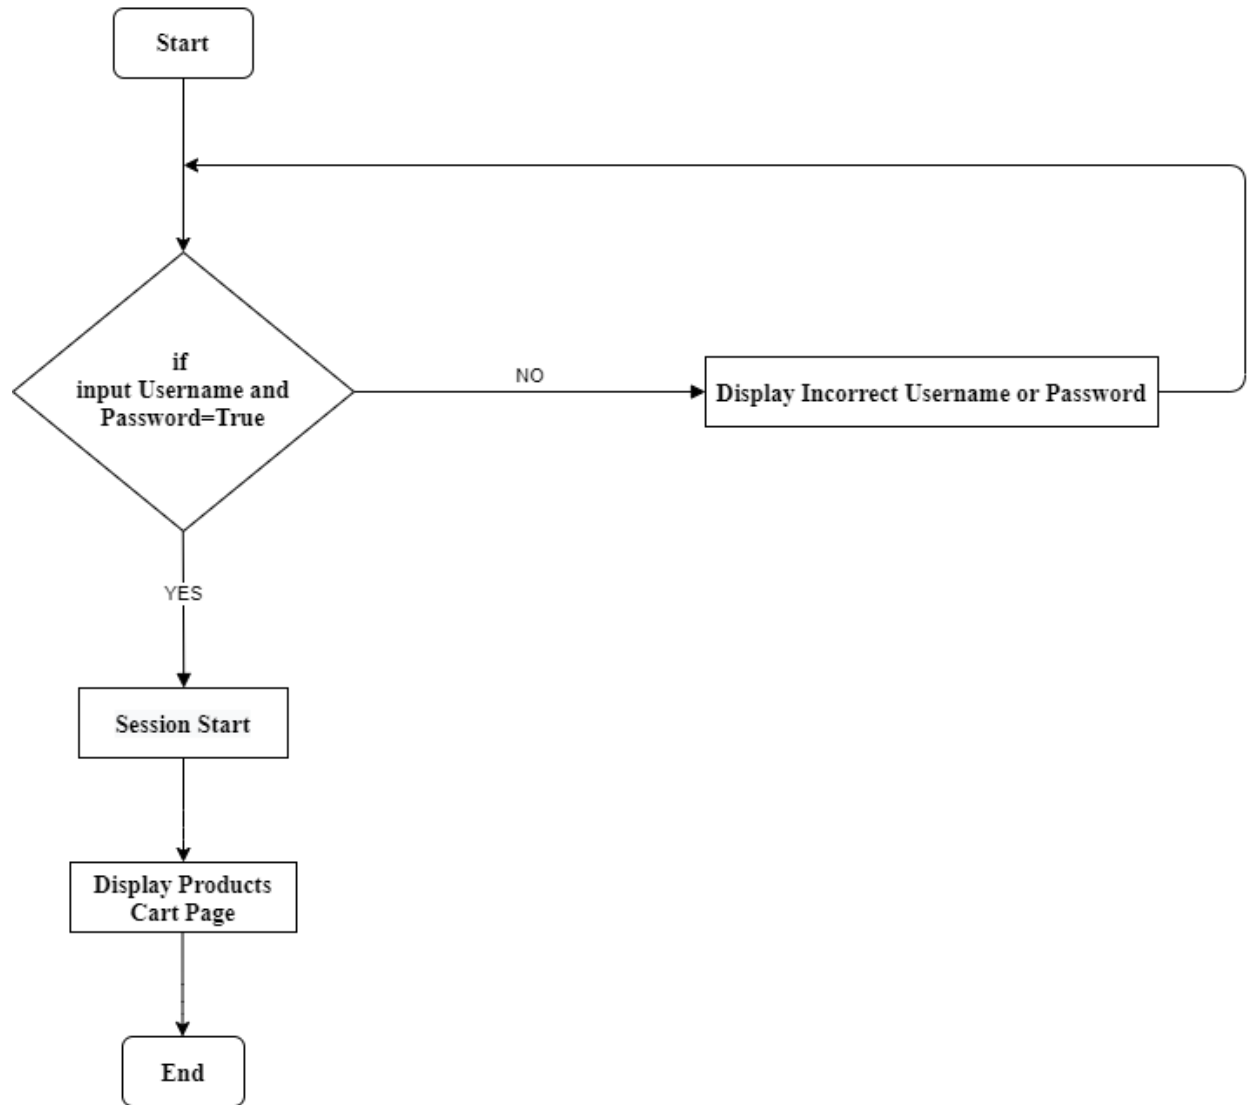 Start
if
input Username and
Password=True
NO
Display Incorrect Username or Password
YES
Session Start
Display Products
Cart Page
End